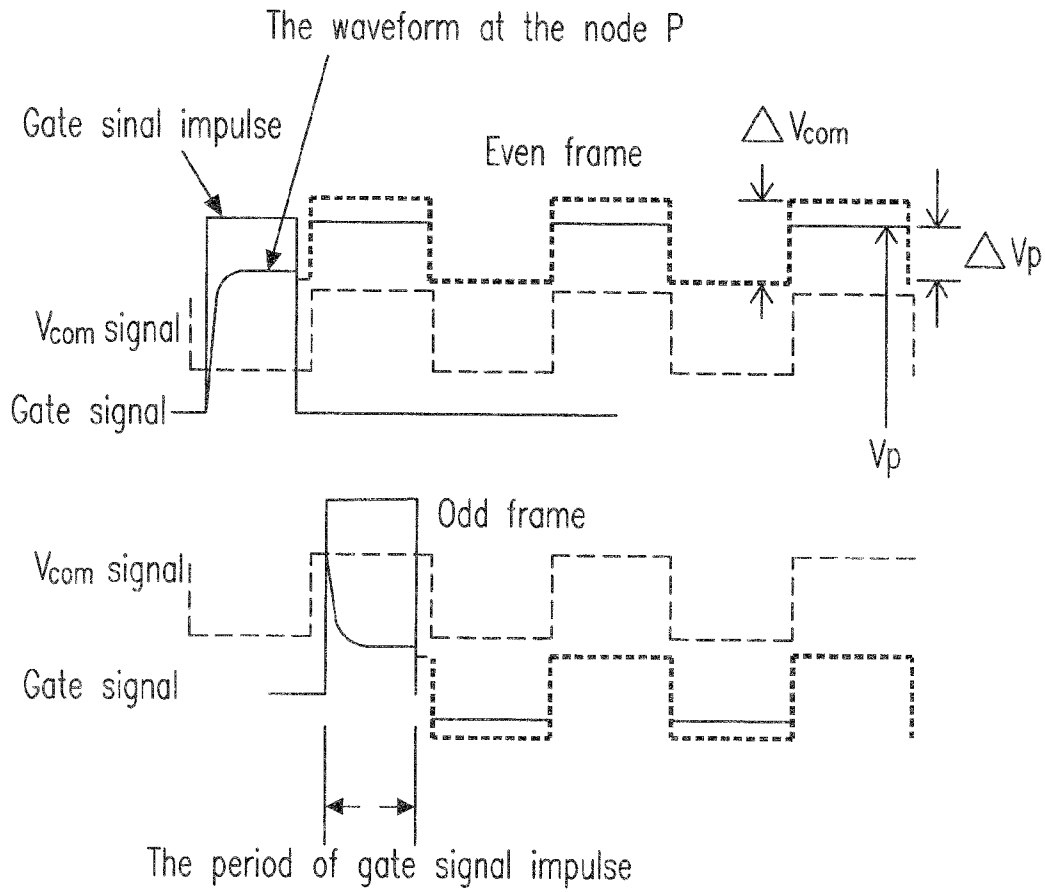 The waveform at the node P
Gate sinal impulse
Even frame
△ Vcom
△ Vp
Vcom signal
Gate signal
Vp
Odd frame
Vcom signal
Gate signal
The period of gate signal impulse